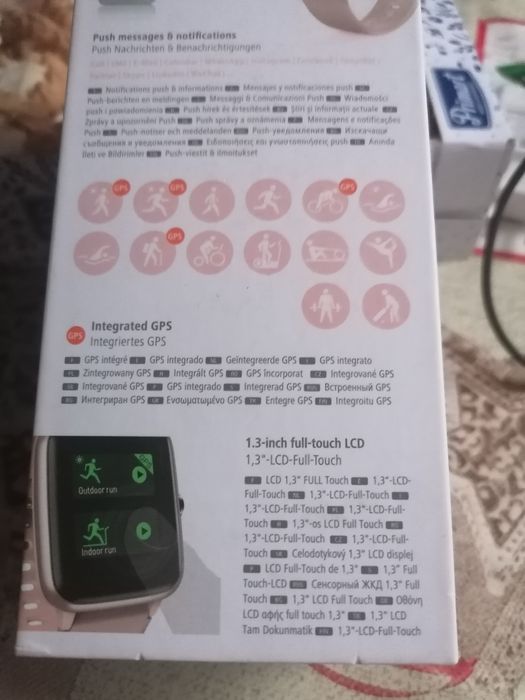 Push messages & notifications
Push Nachrichten & Benachrichtigungen
Notifications push & informations Mensajes y notificaciones push
Push-berichten en meldingen Messaggi & Comunicazioni Push Wiadomości
push i powiadomienia Push hírek és értesítések Știri și informații actuale
Zprávy a upozornění Push Push správy a oznámenia Mensagens e notificações
Push Push-notiser och meddelanden Push-уведомления Изскачащи
съобщения и уведомления Ειδοποιήσεις και γνωστοποιήσεις push Anında
İleti ve Bildirimler Push-viestit & ilmoitukset
GPS
GPS
GPS
GPS
GPS
Integrated GPS
Integriertes GPS
GPS intégré GPS integrado Geïntegreerde GPS GPS integrato
Zintegrowany GPS Integrált GPS GPS încorporat Integrované GPS
Integrované GPS GPS integrado Integrerad GPS Встроенный GPS
Интегриран GPS Ενσωματωμένο GPS Entegre GPS Integroitu GPS
Outdoor run
Indoor run
1.3-inch full-touch LCD
1,3"-LCD-Full-Touch
LCD 1,3" FULL Touch 1,3"-LCD-
Full-Touch 1,3"-LCD-Full-Touch
1,3"-LCD-Full-Touch 1,3"-LCD-Full-
Touch 1,3"-os LCD Full Touch
1,3"-LCD-Full-Touch 1,3"-LCD-Full-
Touch Celodotykový 1,3" LCD displej
LCD Full-Touch de 1,3" 1,3" Full
Touch-LCD Сенсорный ЖКД 1,3" Full
Touch 1,3" LCD Full Touch Οθόνη
LCD αφής full touch 1,3" 1,3" LCD
Tam Dokunmatik 1,3"-LCD-Full-Touch